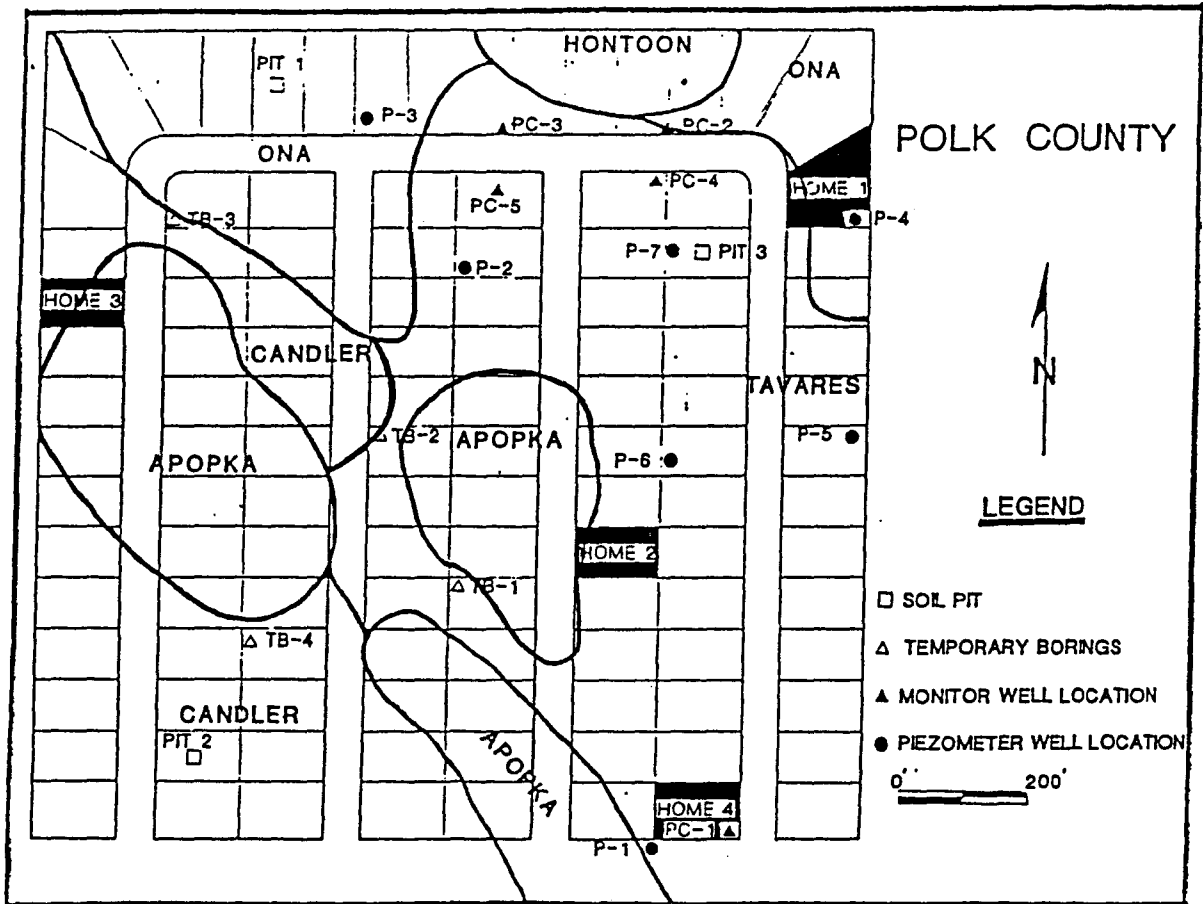 HONTOON
PIT 1
ONA
P-3
PC-3
PC-2
POLK COUNTY
ONA
PC-4
HOME 1
PC-5
TB-3
P-4
P-7
PIT 3
P-2
HOME 3
CANDLER
N
TAVARES
TB-2
APOPKA
P-5
APOPKA
P-6
LEGEND
HOME 2
TB-1
SOIL PIT
TB-4
TEMPORARY BORINGS
MONITOR WELL LOCATION
CANDLER
PIT 2
APOPKA
PIEZOMETER WELL LOCATION
0' 200'
HOME 4
PC-1
P-1